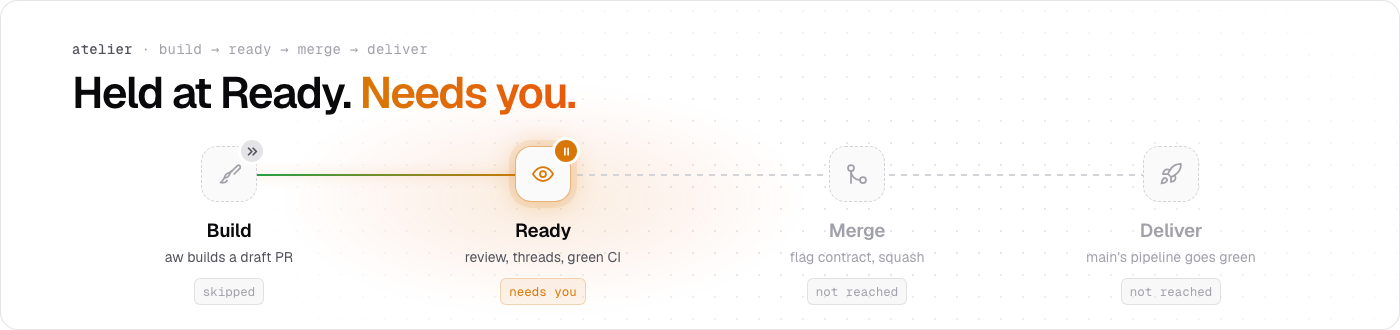 atelier · build → ready → merge → deliver
Held at Ready. Needs you.
Build
aw builds a draft PR
skipped
Ready
review, threads, green CI
needs you
Merge
flag contract, squash
not reached
Deliver
main's pipeline goes green
not reached